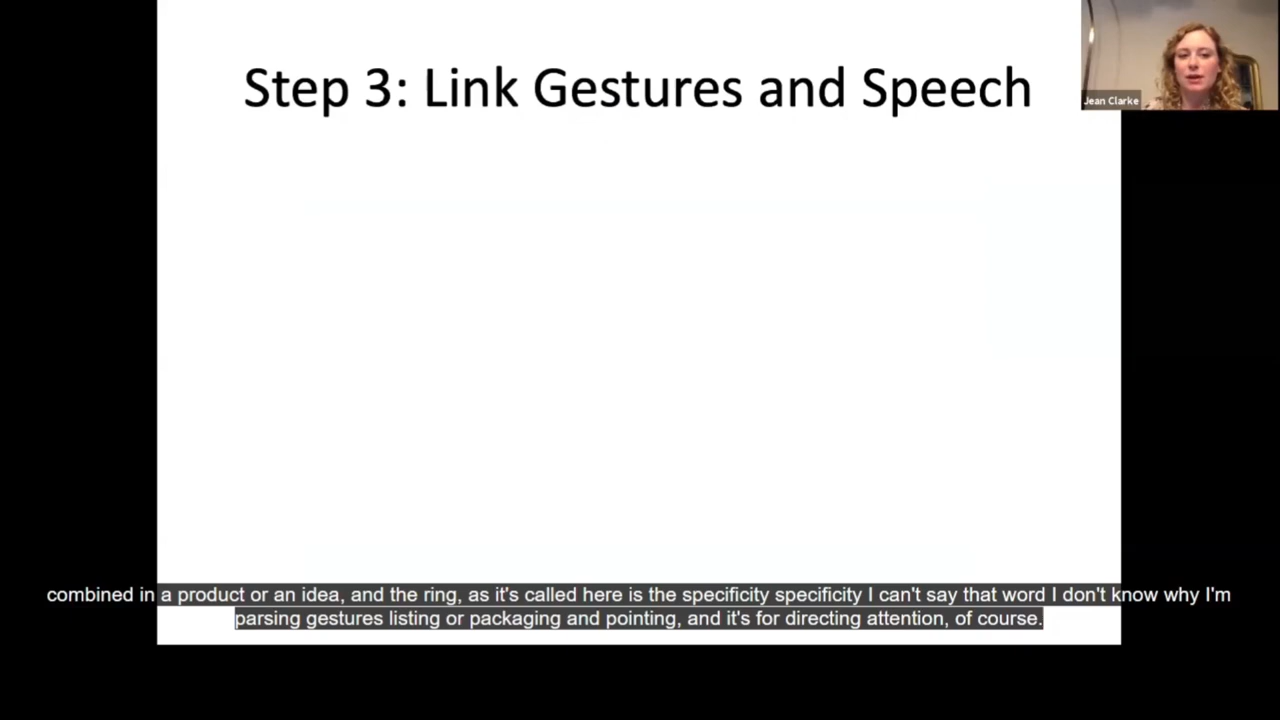 Step 3: Link Gestures and Speech
Jean Clarke
combined in a product or an idea, and the ring, as it's called here is the specificity specificity I can't say that word I don't know why I'm
parsing gestures listing or packaging and pointing, and it's for directing attention, of course.